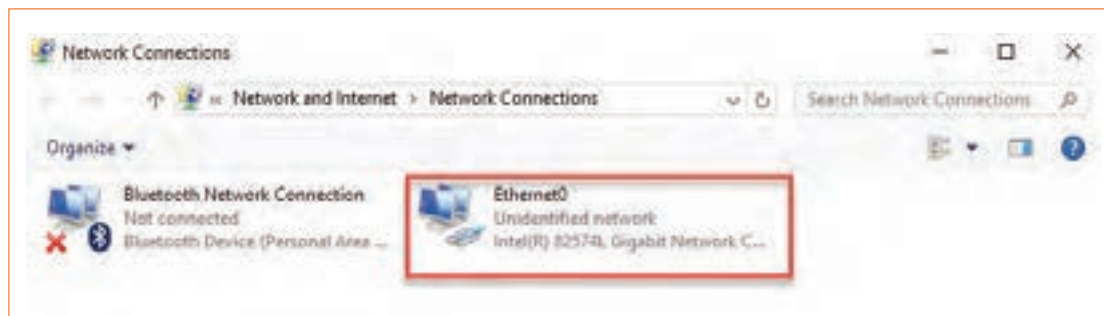 Network Connections
« Network and Internet > Network Connections
Search Network Connections
Organize
Bluetooth Network Connection
Not connected
Bluetooth Device (Personal Area ...
Ethernet0
Unidentified network
Intel(R) 82574L Gigabit Network C...